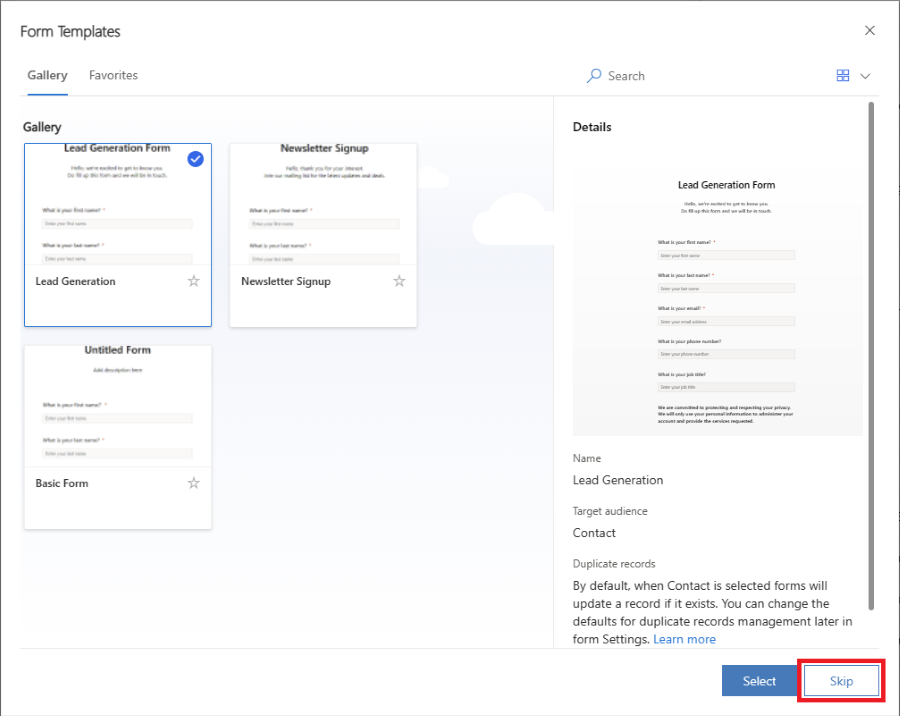 Form Templates
Gallery
Favorites
Search
Gallery
Lead Generation Form
Hello, we're excited to get to know you
Do fill up this form and we will be in touch.
What is your first name? *
Enter your first name
What is your last name? *
Enter your last name
Lead Generation
Newsletter Signup
Hello, thank you for your interest
Join our mailing list for the latest updates and deals.
What is your first name? *
Enter your first name
What is your last name? *
Enter your last name
Newsletter Signup
Untitled Form
Add description here
What is your first name? *
Enter your first name
What is your last name? *
Enter your last name
Basic Form
Details
Lead Generation Form
Hello, we're excited to get to know you
Do fill up this form and we will be in touch.
What is your first name? *
Enter your first name
What is your last name? *
Enter your last name
What is your email? *
Enter your email address
What is your phone number?
Enter your phone number
What is your job title?
Enter your job title
We are committed to protecting and respecting your privacy.
We will only use your personal information to administer your
account and provide the services requested.
Name
Lead Generation
Target audience
Contact
Duplicate records
By default, when Contact is selected forms will
update a record if it exists. You can change the
defaults for duplicate records management later in
form Settings. Learn more
Select
Skip